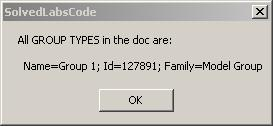 SolvedLabsCode
All GROUP TYPES in the doc are:
Name=Group 1; Id=127891; Family=Model Group
OK